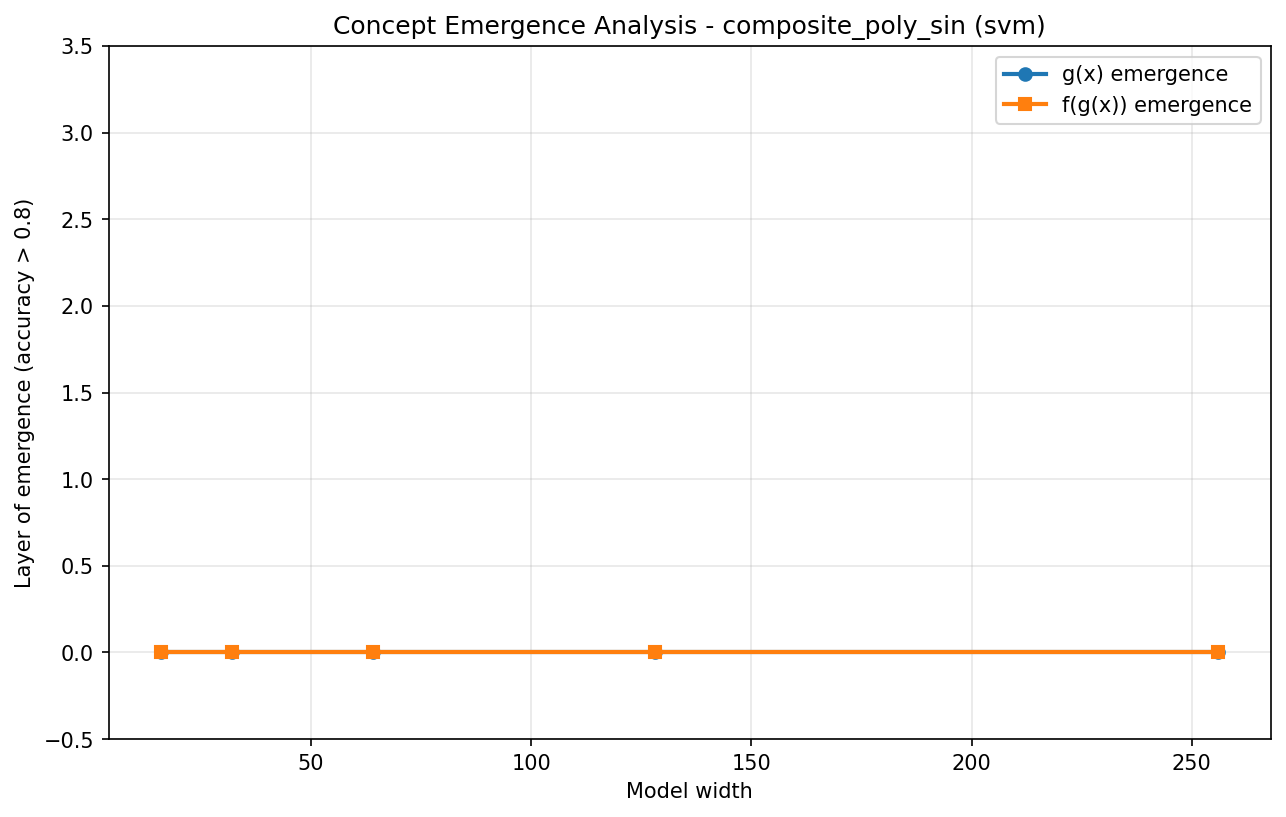 Concept Emergence Analysis - composite_poly_sin (svm)
g(x) emergence
f(g(x)) emergence
Layer of emergence (accuracy > 0.8)
3.5
3.0
2.5
2.0
1.5
1.0
0.5
0.0
−0.5
50
100
150
200
250
Model width